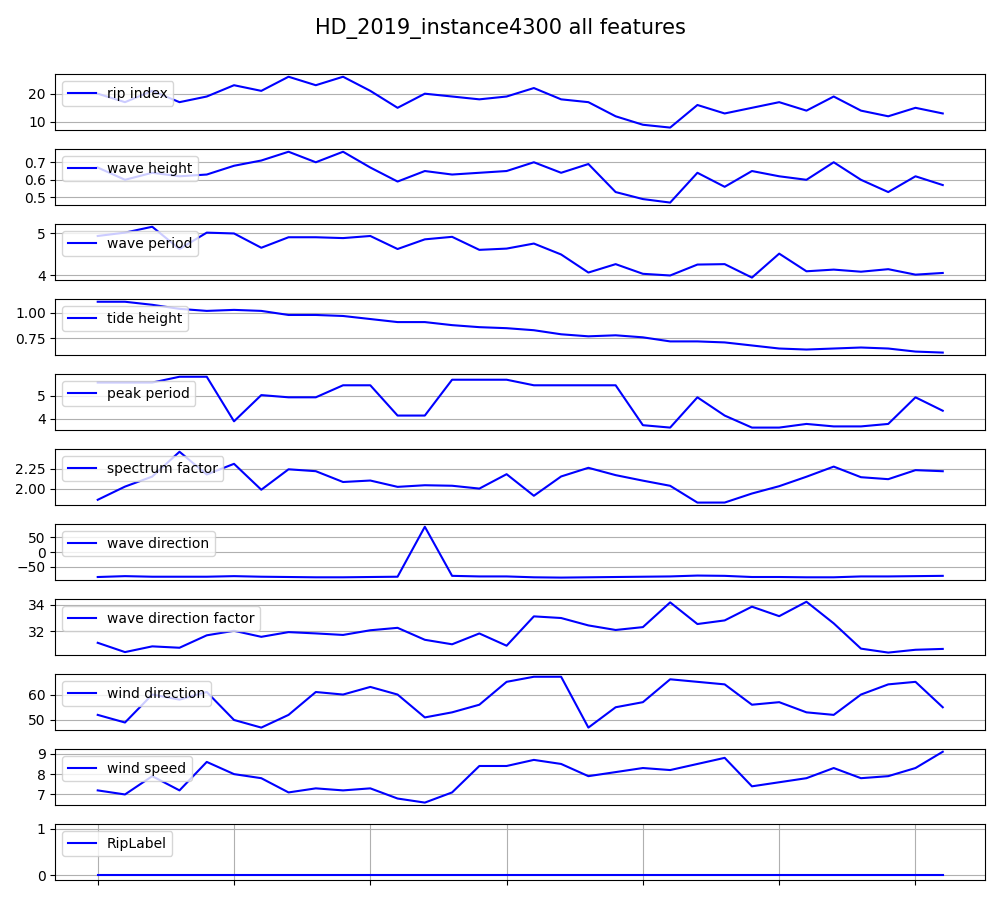 HD_2019_instance4300 all features
20
10
rip index
0.7
0.6
0.5
wave height
5
4
wave period
1.00
0.75
tide height
5
4
peak period
2.25
2.00
spectrum factor
50
0
−50
wave direction
34
32
wave direction factor
60
50
wind direction
9
8
7
wind speed
1
0
RipLabel